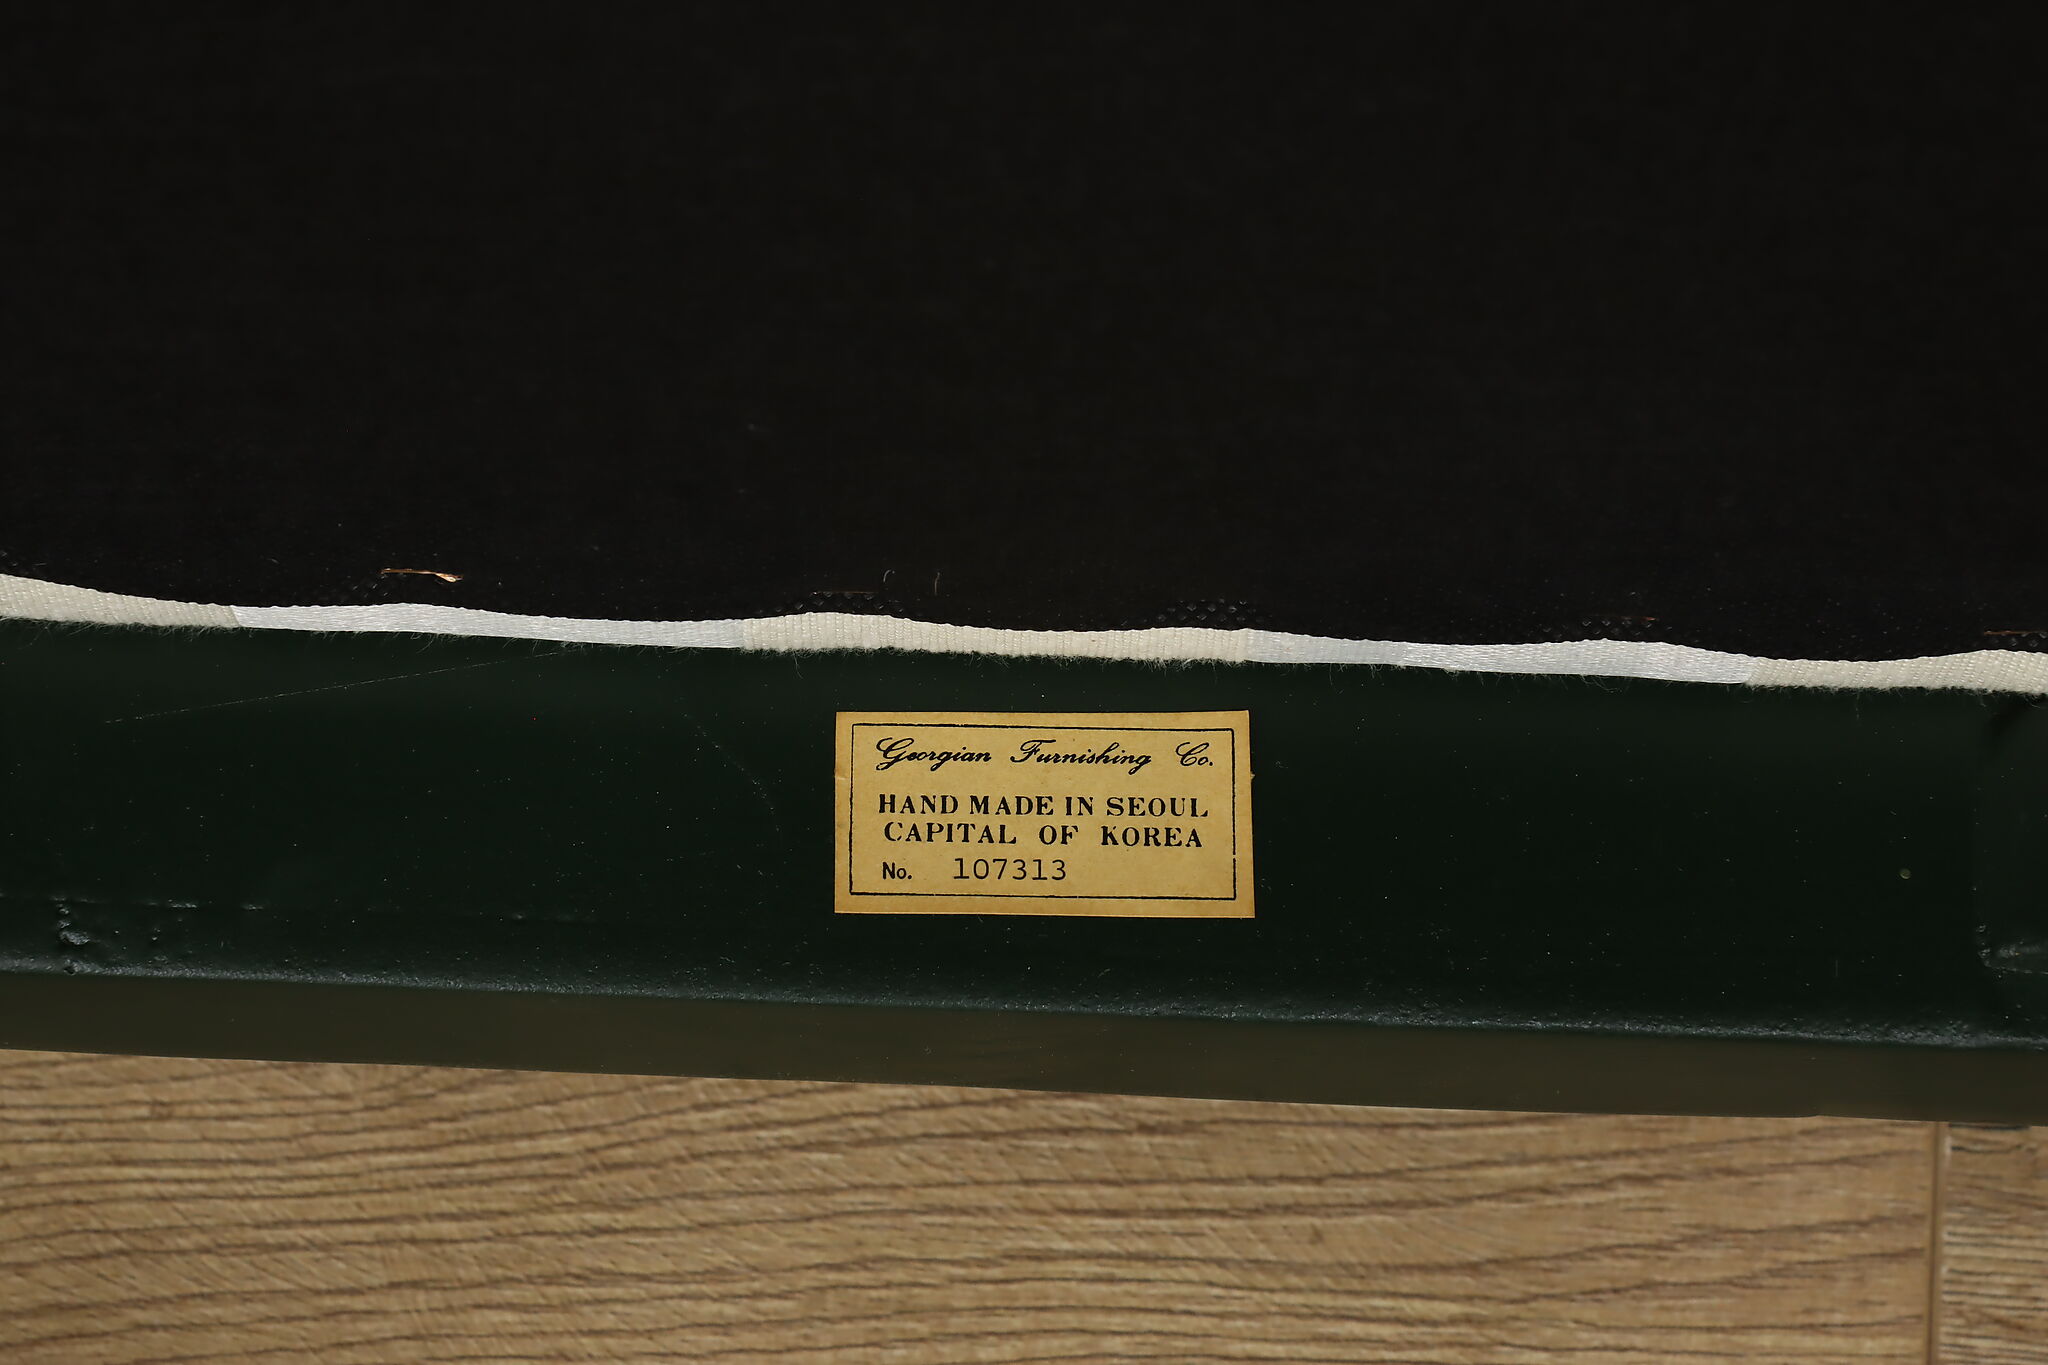 Georgian Furnishing Co.
HAND MADE IN SEOUL
CAPITAL OF KOREA
No. 107313